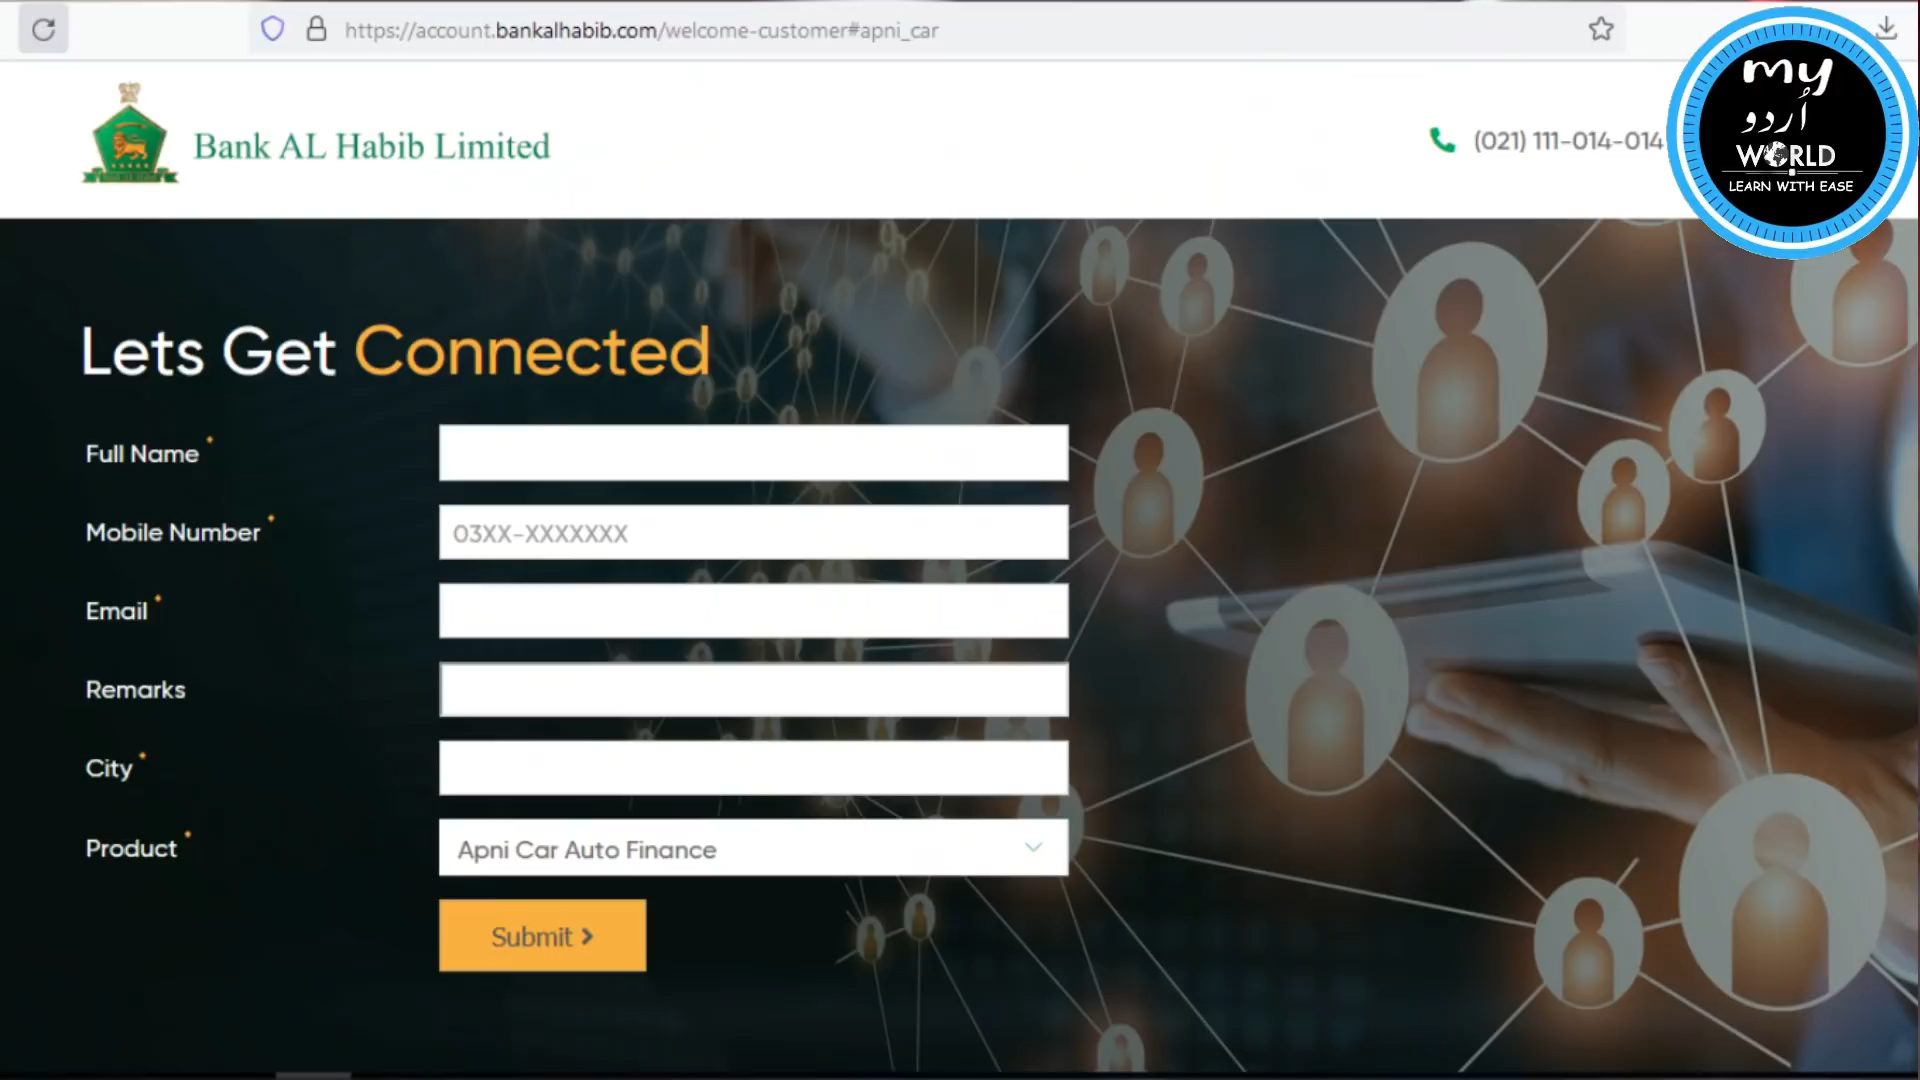 https://account.bankalhabib.com/welcome-customer#apni_car
Bank AL Habib Limited
(021) 111-014-014
my
اُردو
WORLD
LEARN WITH EASE
Lets Get Connected
Full Name *
Mobile Number *
03XX-XXXXXXX
Email *
Remarks
City *
Product *
Apni Car Auto Finance
Submit >